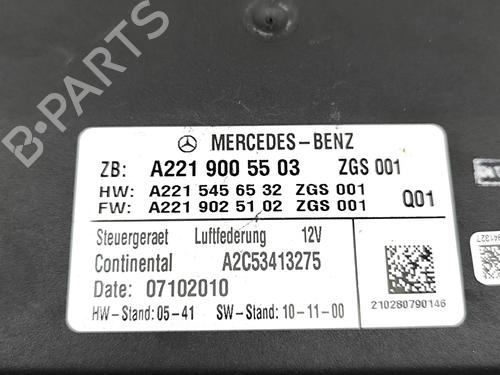 B-PARTS
MERCEDES-BENZ
ZB: A221 900 55 03 ZGS 001
HW: A221 545 65 32 ZGS 001
FW: A221 902 51 02 ZGS 001 Q01
Steuergeraet Luftfederung 12V
Continental A2C53413275
Date: 07102010
HW-Stand: 05-41 SW-Stand: 10-11-00
210280790146